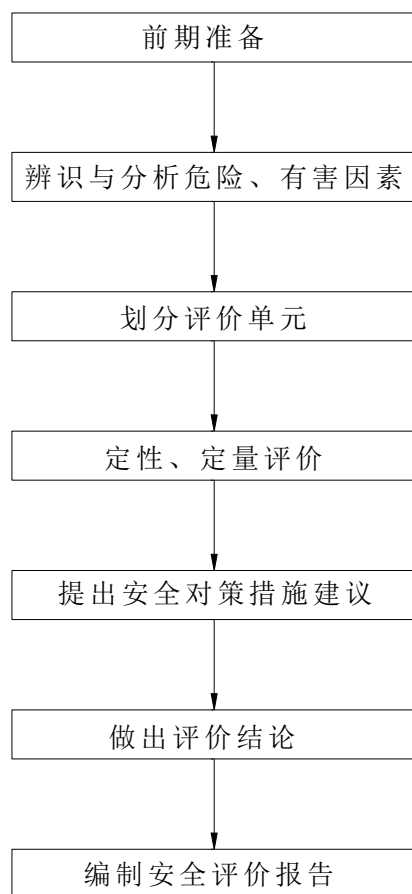 前期准备
辨识与分析危险、有害因素
划分评价单元
定性、定量评价
提出安全对策措施建议
做出评价结论
编制安全评价报告